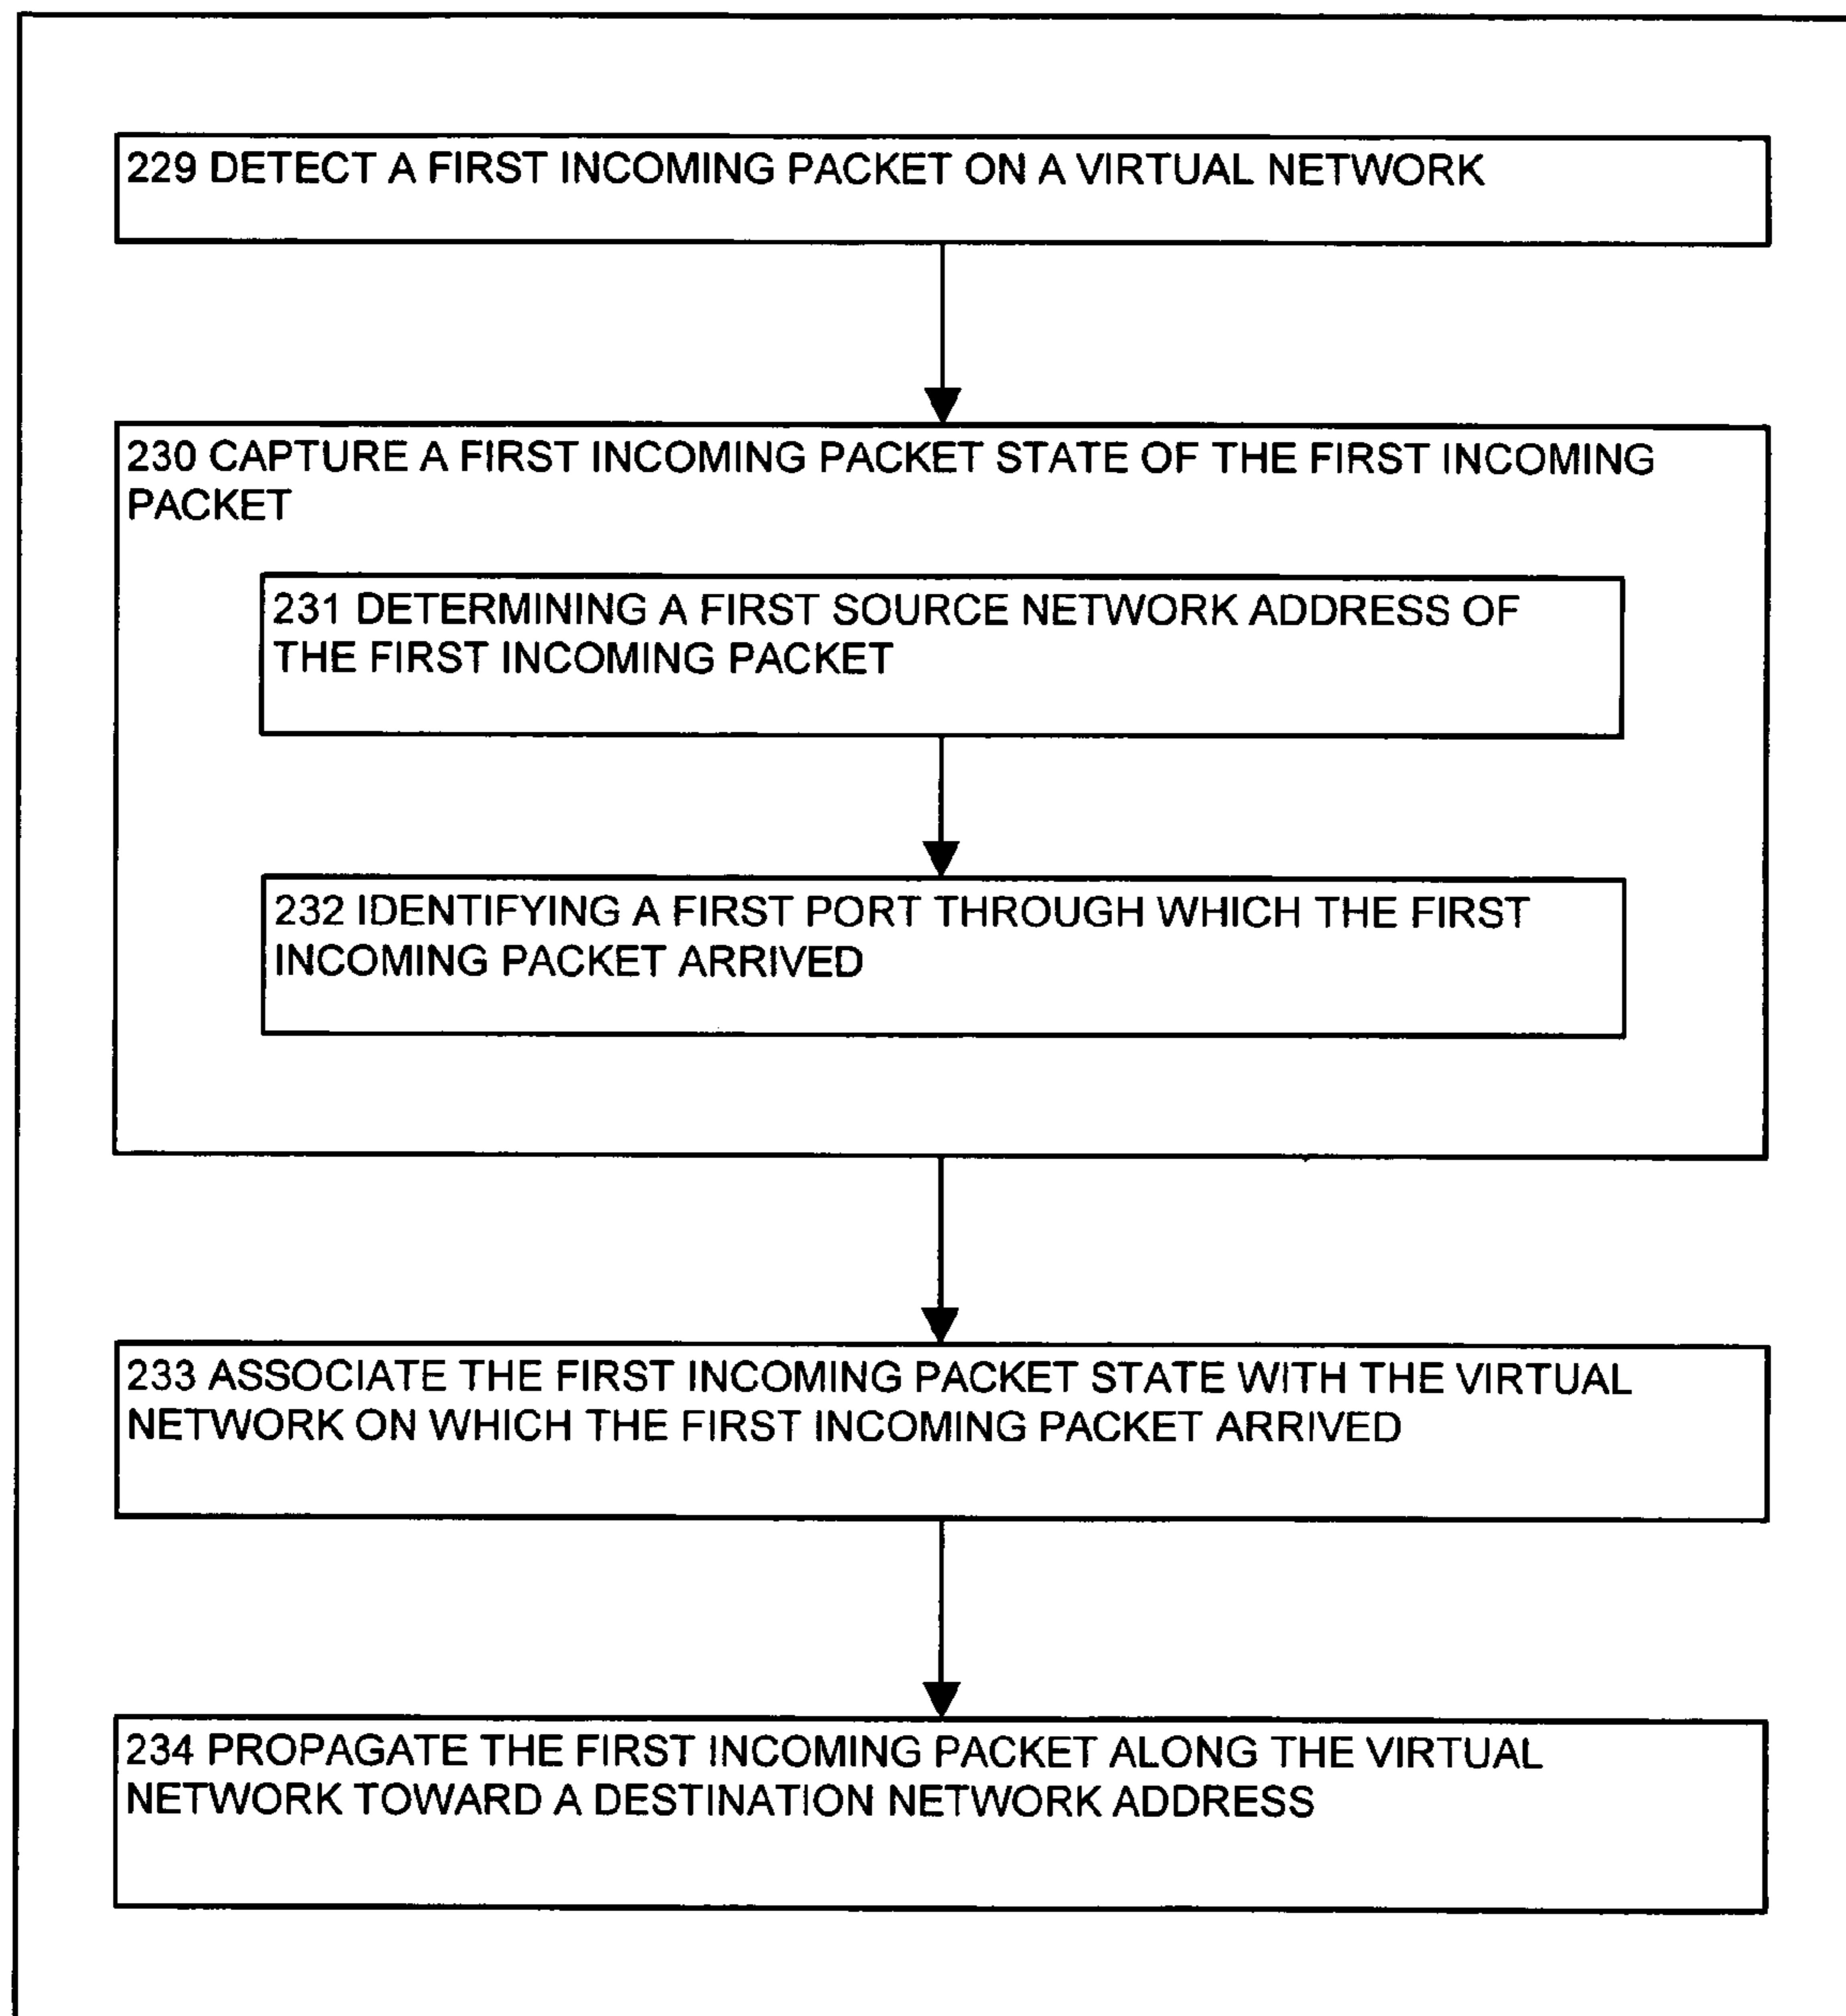 229 DETECT A FIRST INCOMING PACKET ON A VIRTUAL NETWORK
230 CAPTURE A FIRST INCOMING PACKET STATE OF THE FIRST INCOMING
PACKET
231 DETERMINING A FIRST SOURCE NETWORK ADDRESS OF
THE FIRST INCOMING PACKET
232 IDENTIFYING A FIRST PORT THROUGH WHICH THE FIRST
INCOMING PACKET ARRIVED
233 ASSOCIATE THE FIRST INCOMING PACKET STATE WITH THE VIRTUAL
NETWORK ON WHICH THE FIRST INCOMING PACKET ARRIVED
234 PROPAGATE THE FIRST INCOMING PACKET ALONG THE VIRTUAL
NETWORK TOWARD A DESTINATION NETWORK ADDRESS